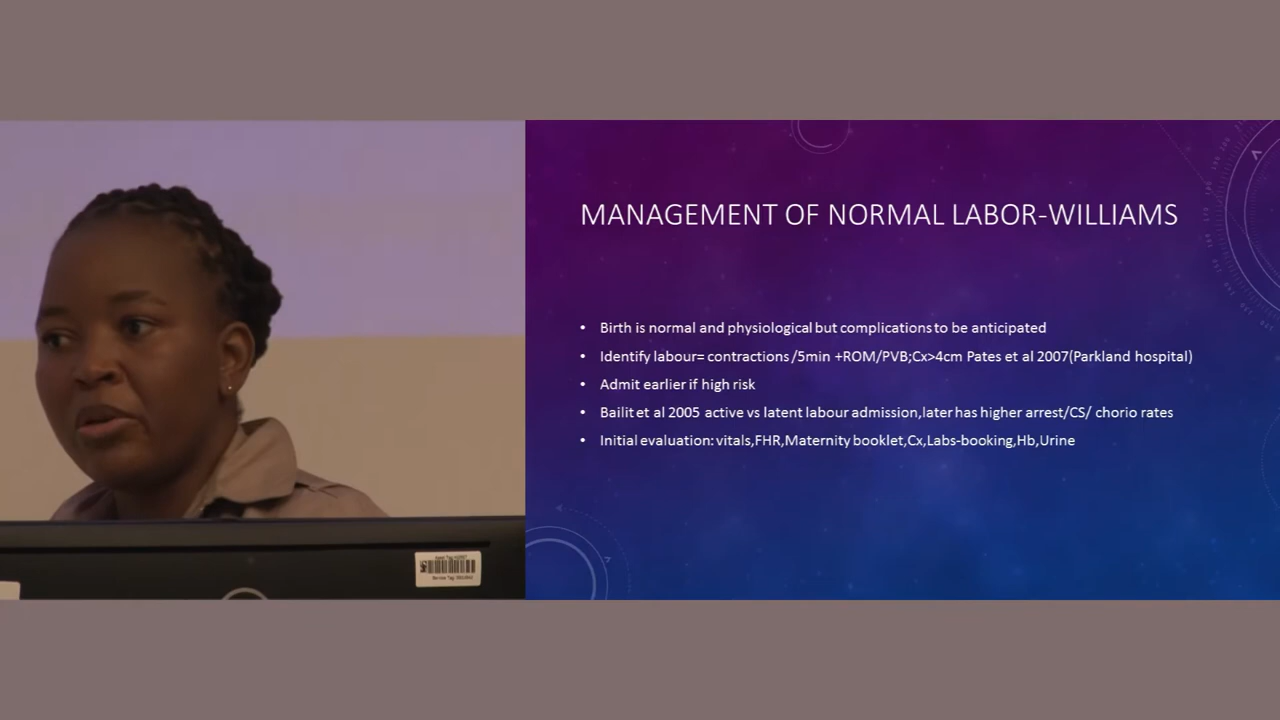 MANAGEMENT OF NORMAL LABOR-WILLIAMS
• Birth is normal and physiological but complications to be anticipated
• Identify labour= contractions /5min +ROM/PVB;Cx>4cm Pates et al 2007(Parkland hospital)
• Admit earlier if high risk
• Bailit et al 2005 active vs latent labour admission,later has higher arrest/CS/ chorio rates
• Initial evaluation: vitals,FHR,Maternity booklet,Cx,Labs-booking,Hb,Urine